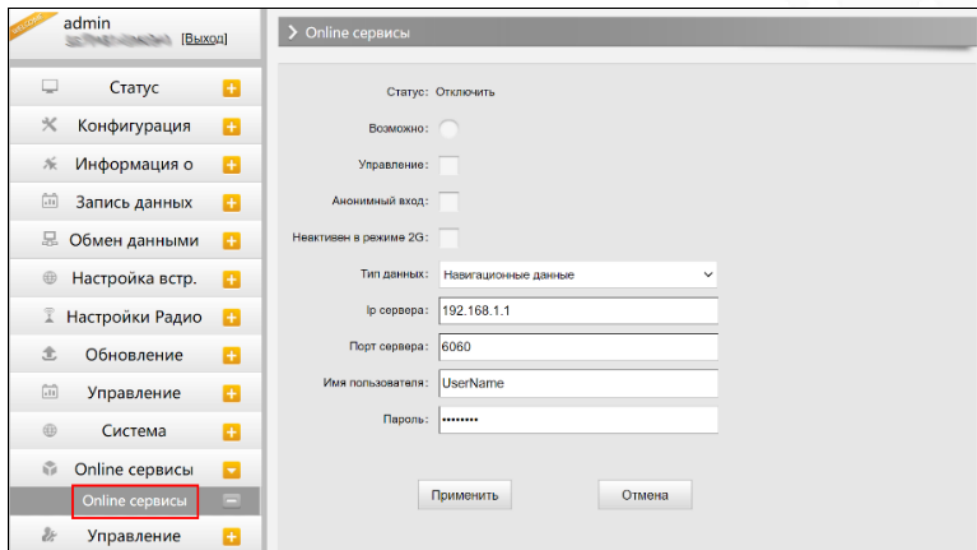 WELCOME
admin
[Выход]
Статус
Конфигурация
Информация о
Запись данных
Обмен данными
Настройка встр.
Настройки Радио
Обновление
Управление
Система
Online сервисы
Online сервисы
Управление
Online сервисы
Статус: Отключить
Возможно:
Управление:
Анонимный вход:
Неактивен в режиме 2G:
Тип данных: Навигационные данные
Ip сервера: 192.168.1.1
Порт сервера: 6060
Имя пользователя: UserName
Пароль: ••••••••
Применить Отмена